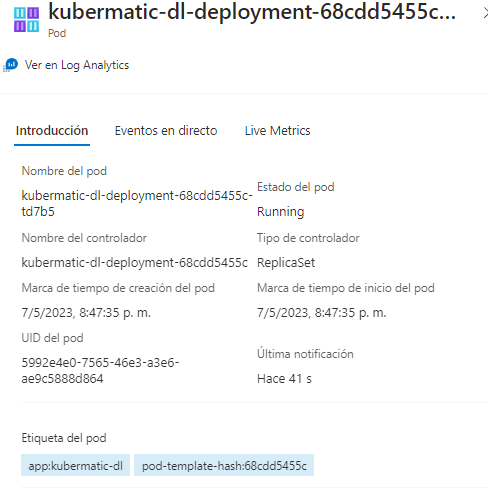 kubermatic-dl-deployment-68cdd5455c...
Pod
Ver en Log Analytics
Introducción
Eventos en directo
Live Metrics
Nombre del pod
kubermatic-dl-deployment-68cdd5455c-
td7b5
Estado del pod
Running
Nombre del controlador
kubermatic-dl-deployment-68cdd5455c
Tipo de controlador
ReplicaSet
Marca de tiempo de creación del pod
7/5/2023, 8:47:35 p. m.
Marca de tiempo de inicio del pod
7/5/2023, 8:47:35 p. m.
UID del pod
5992e4e0-7565-46e3-a3e6-
ae9c5888d864
Última notificación
Hace 41 s
Etiqueta del pod
app:kubermatic-dl
pod-template-hash:68cdd5455c